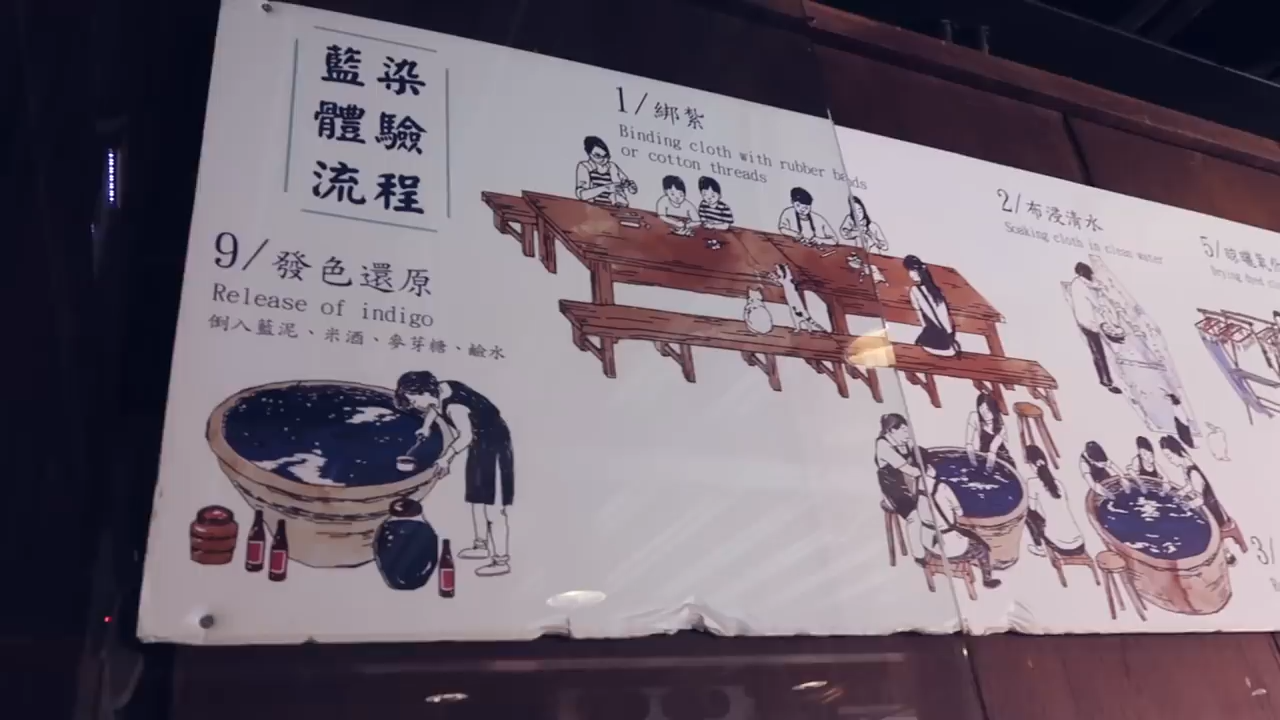 藍染
體驗
流程
1/綁紮
Binding cloth with rubber bands
or cotton threads
2/布浸清水
Soaking cloth in clean water
5/
3/
9/發色還原
Release of indigo
倒入藍泥、米酒、麥芽糖、鹼水